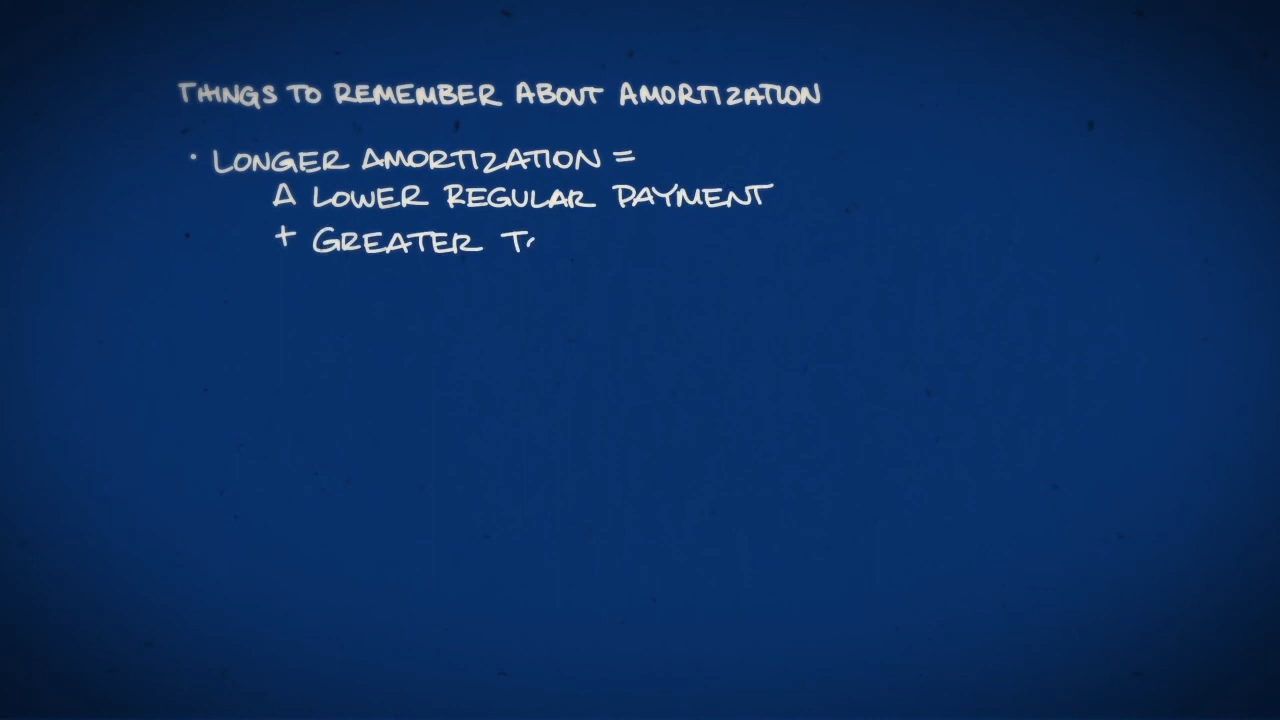 THINGS TO REMEMBER ABOUT AMORTIZATION
· LONGER AMORTIZATION =
A LOWER REGULAR PAYMENT
+ GREATER